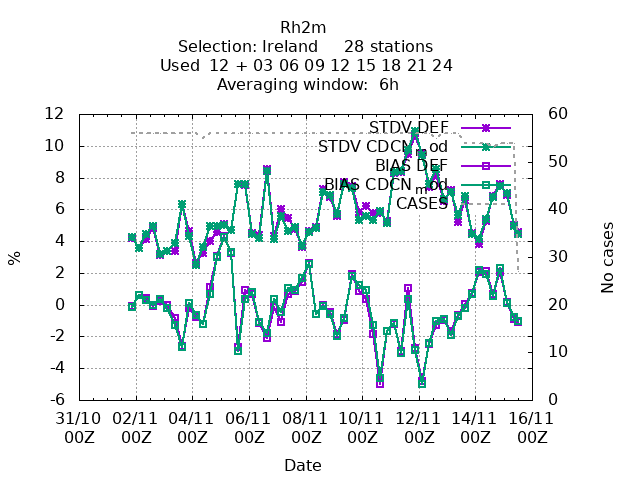 Rh2m
Selection: Ireland 28 stations
Used 12 + 03 06 09 12 15 18 21 24
Averaging window: 6h
STDV DEF
STDV CDCN_mod
BIAS DEF
BIAS CDCN_mod
CASES
12
10
8
6
4
2
0
-2
-4
-6
60
50
40
30
20
10
0
%
No cases
31/10 02/11 04/11 06/11 08/11 10/11 12/11 14/11 16/11
00Z 00Z 00Z 00Z 00Z 00Z 00Z 00Z 00Z
Date